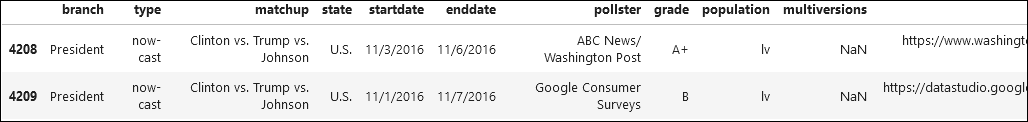 branch type matchup state startdate enddate pollster grade population multiversions
4208 President now-cast Clinton vs. Trump vs. Johnson U.S. 11/3/2016 11/6/2016 ABC News/ Washington Post A+ lv NaN https://www.washingt
4209 President now-cast Clinton vs. Trump vs. Johnson U.S. 11/1/2016 11/7/2016 Google Consumer Surveys B lv NaN https://datastudio.google